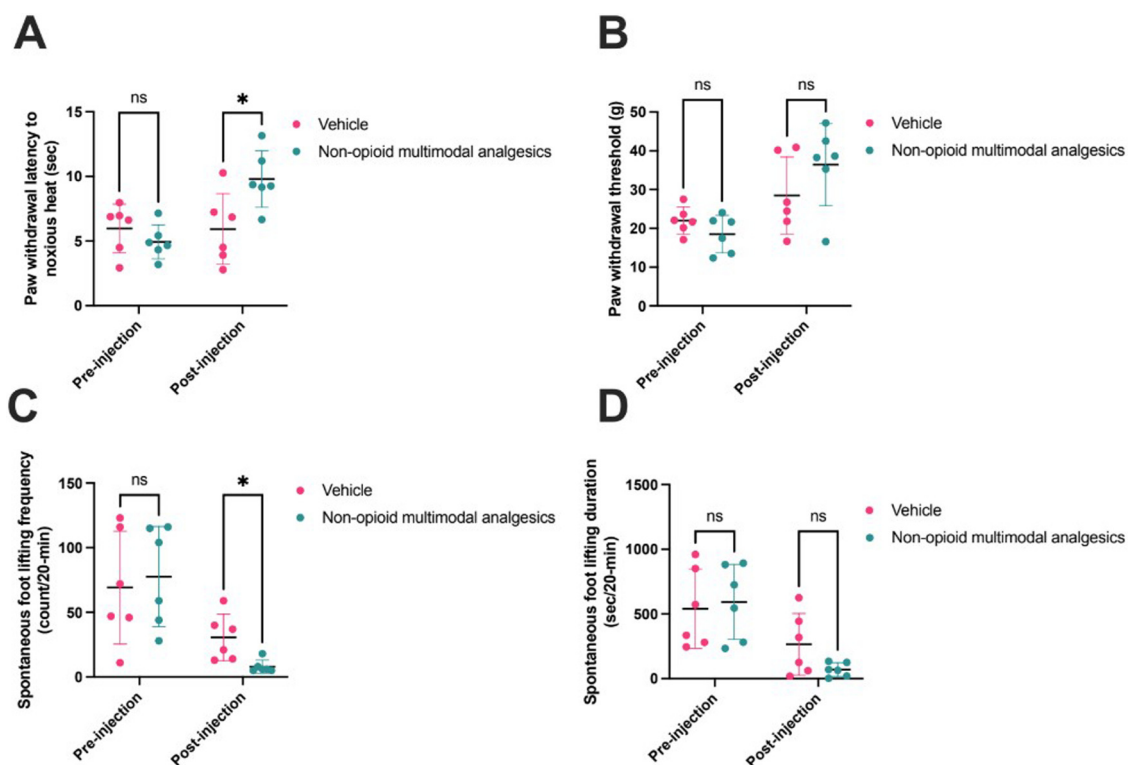 A
Paw withdrawal latency to
noxious heat (sec)
15
10
5
0
ns
*
Vehicle
Non-opioid multimodal analgesics
Pre-injection
Post-injection
B
Paw withdrawal threshold (g)
50
40
30
20
10
0
ns
ns
Vehicle
Non-opioid multimodal analgesics
Pre-injection
Post-injection
C
Spontaneous foot lifting frequency
(count/20-min)
150
100
50
0
ns
*
Vehicle
Non-opioid multimodal analgesics
Pre-injection
Post-injection
D
Spontaneous foot lifting duration
(sec/20-min)
1500
1000
500
0
ns
ns
Vehicle
Non-opioid multimodal analgesics
Pre-injection
Post-injection